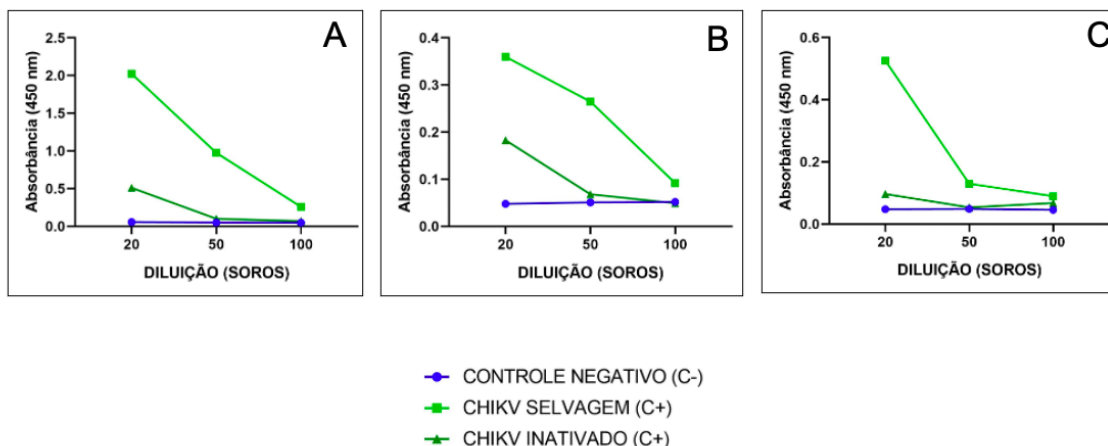 A
Absorbância (450 nm)
2.5
2.0
1.5
1.0
0.5
0.0
20 50 100
DILUIÇÃO (SOROS)
B
Absorbância (450 nm)
0.4
0.3
0.2
0.1
0.0
20 50 100
DILUIÇÃO (SOROS)
C
Absorbância (450 nm)
0.6
0.4
0.2
0.0
20 50 100
DILUIÇÃO (SOROS)
CONTROLE NEGATIVO (C-)
CHIKV SELVAGEM (C+)
CHIKV INATIVADO (C+)